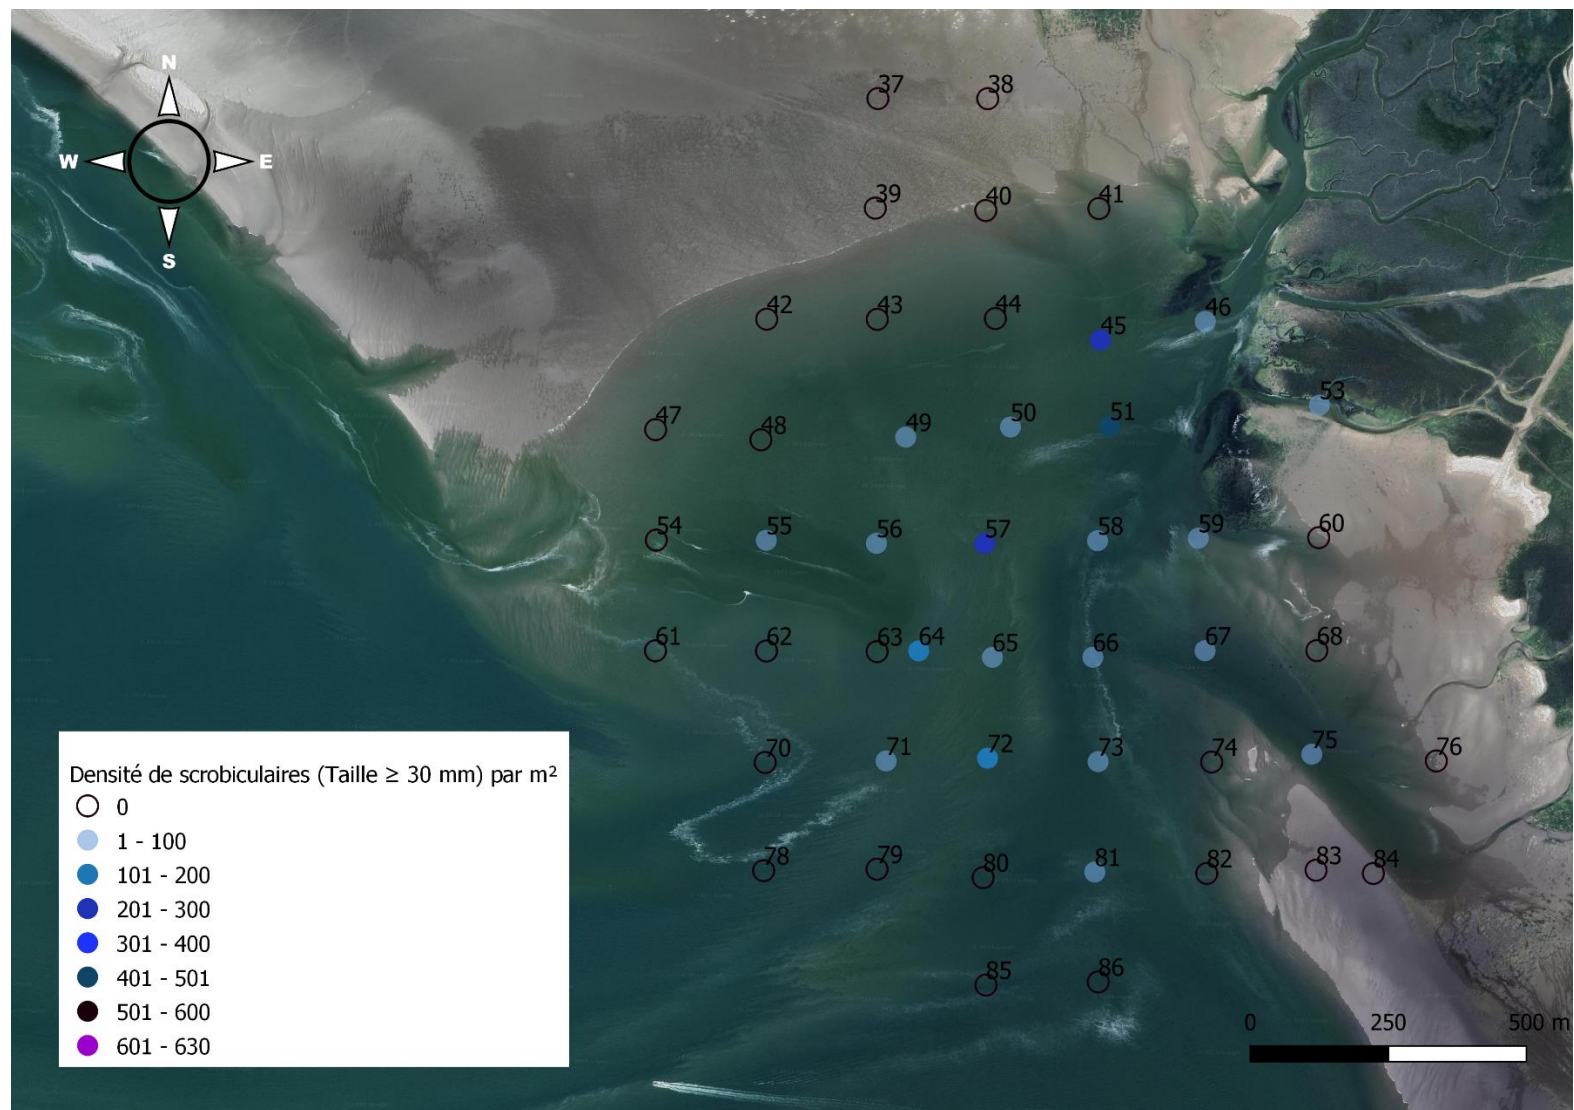 N
W E
S
37 38
39 40 41
42 43 44 45 46
53
47 48 49 50 51
54 55 56 57 58 59 60
61 62 63 64 65 66 67 68
70 71 72 73 74 75 76
78 79 80 81 82 83 84
85 86
Densité de scrobiculaires (Taille ≥ 30 mm) par m²
0
1 - 100
101 - 200
201 - 300
301 - 400
401 - 501
501 - 600
601 - 630
0 250 500 m